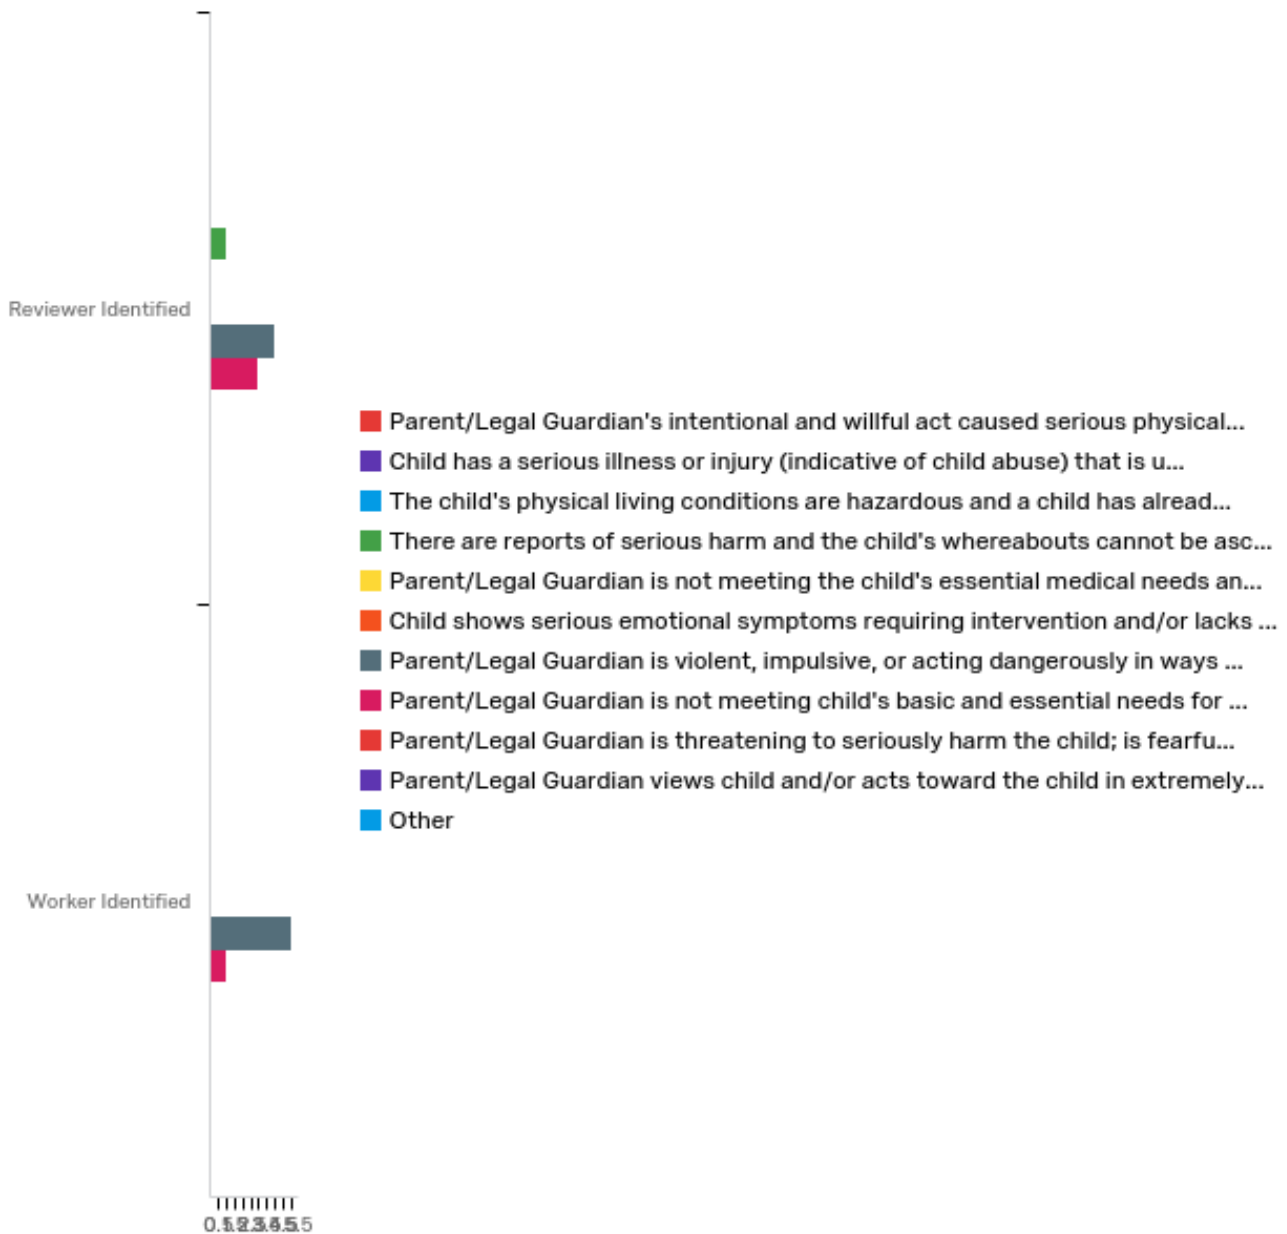 Reviewer Identified
Parent/Legal Guardian's intentional and willful act caused serious physical...
Child has a serious illness or injury (indicative of child abuse) that is u...
The child's physical living conditions are hazardous and a child has alread...
There are reports of serious harm and the child's whereabouts cannot be asc...
Parent/Legal Guardian is not meeting the child's essential medical needs an...
Child shows serious emotional symptoms requiring intervention and/or lacks ...
Parent/Legal Guardian is violent, impulsive, or acting dangerously in ways ...
Parent/Legal Guardian is not meeting child's basic and essential needs for ...
Parent/Legal Guardian is threatening to seriously harm the child; is fearfu...
Parent/Legal Guardian views child and/or acts toward the child in extremely...
Other
Worker Identified